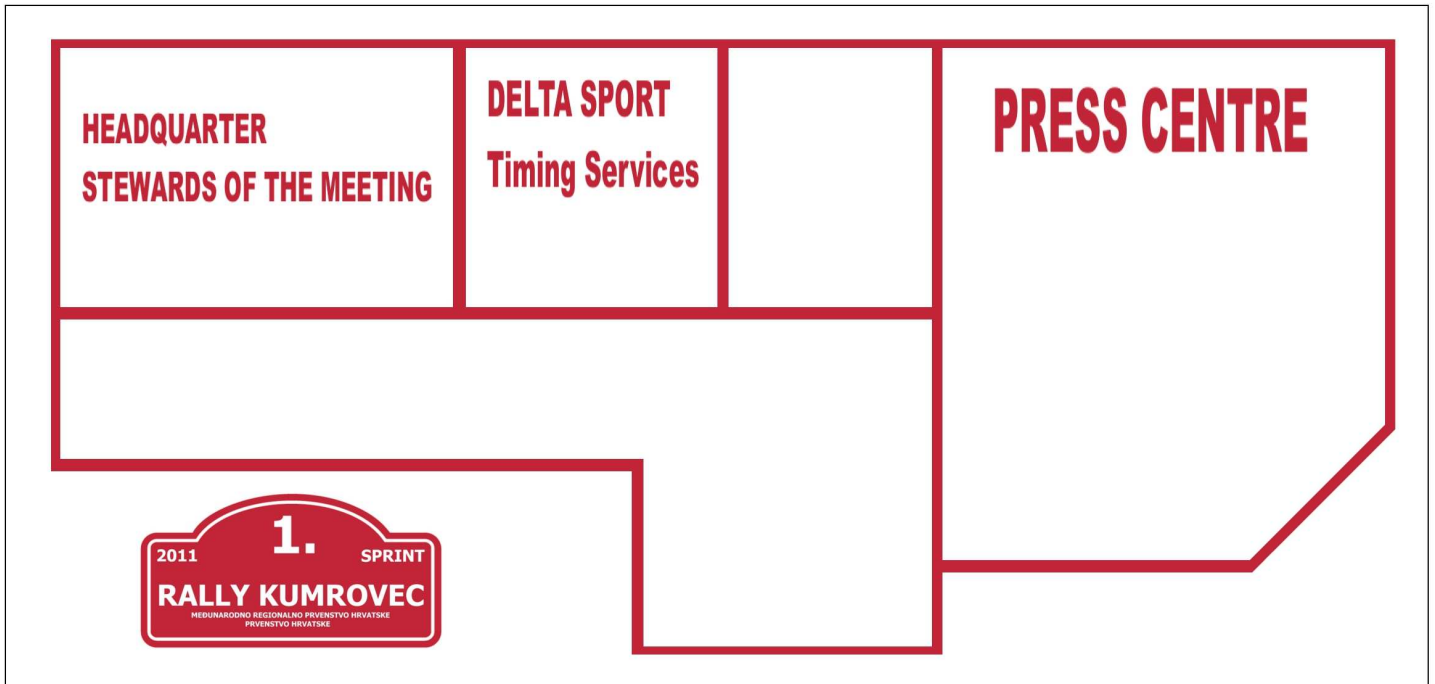 HEADQUARTER
STEWARDS OF THE MEETING
DELTA SPORT
Timing Services
PRESS CENTRE
1.
2011 SPRINT
RALLY KUMROVEC
MEĐUNARODNO REGIONALNO PRVENSTVO HRVATSKE
PRVENSTVO HRVATSKE